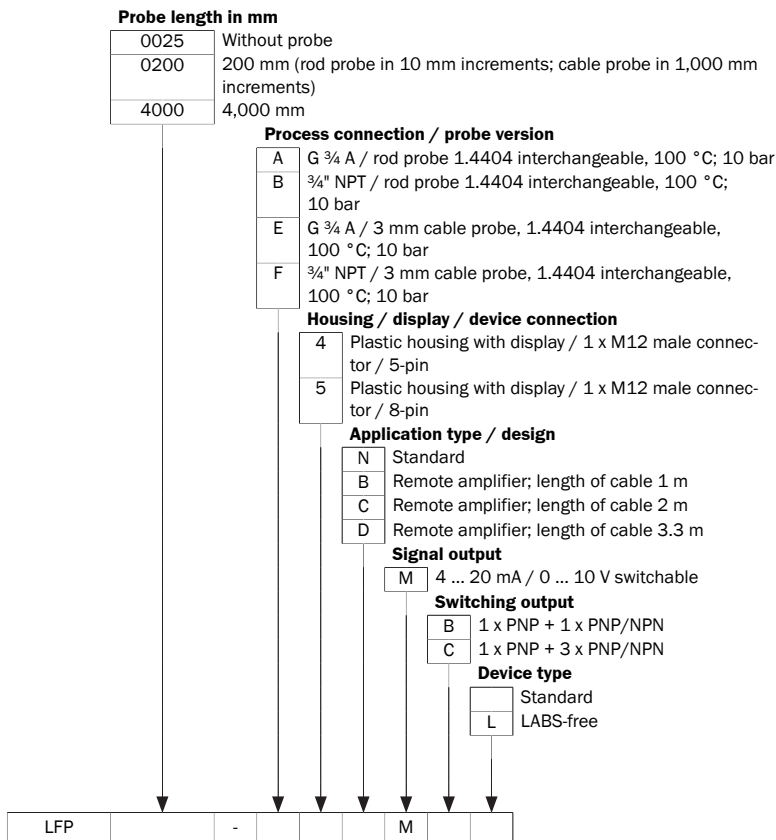 Probe length in mm
0025 Without probe
0200 200 mm (rod probe in 10 mm increments; cable probe in 1,000 mm
increments)
4000 4,000 mm
Process connection / probe version
A G ¾ A / rod probe 1.4404 interchangeable, 100 °C; 10 bar
B ¾" NPT / rod probe 1.4404 interchangeable, 100 °C;
10 bar
E G ¾ A / 3 mm cable probe, 1.4404 interchangeable,
100 °C; 10 bar
F ¾" NPT / 3 mm cable probe, 1.4404 interchangeable,
100 °C; 10 bar
Housing / display / device connection
4 Plastic housing with display / 1 x M12 male connec-
tor / 5-pin
5 Plastic housing with display / 1 x M12 male connec-
tor / 8-pin
Application type / design
N Standard
B Remote amplifier; length of cable 1 m
C Remote amplifier; length of cable 2 m
D Remote amplifier; length of cable 3.3 m
Signal output
M 4 ... 20 mA / 0 ... 10 V switchable
Switching output
B 1 x PNP + 1 x PNP/NPN
C 1 x PNP + 3 x PNP/NPN
Device type
Standard
L LABS-free
LFP - M